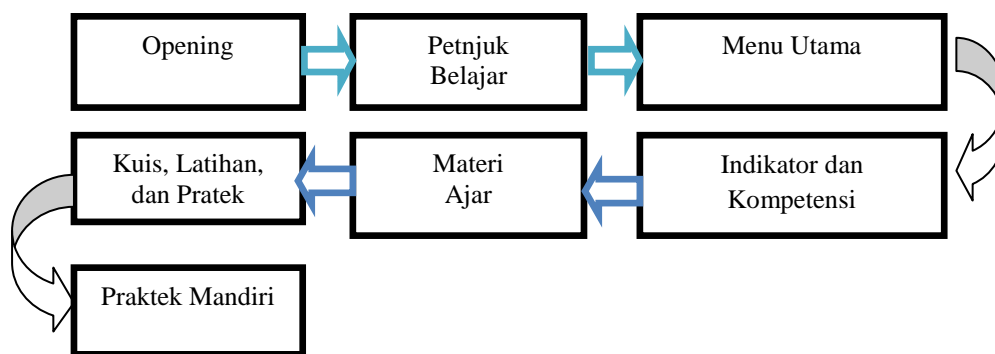 Opening
Petnjuk
Belajar
Menu Utama
Indikator dan
Kompetensi
Materi
Ajar
Kuis, Latihan,
dan Pratek
Praktek Mandiri